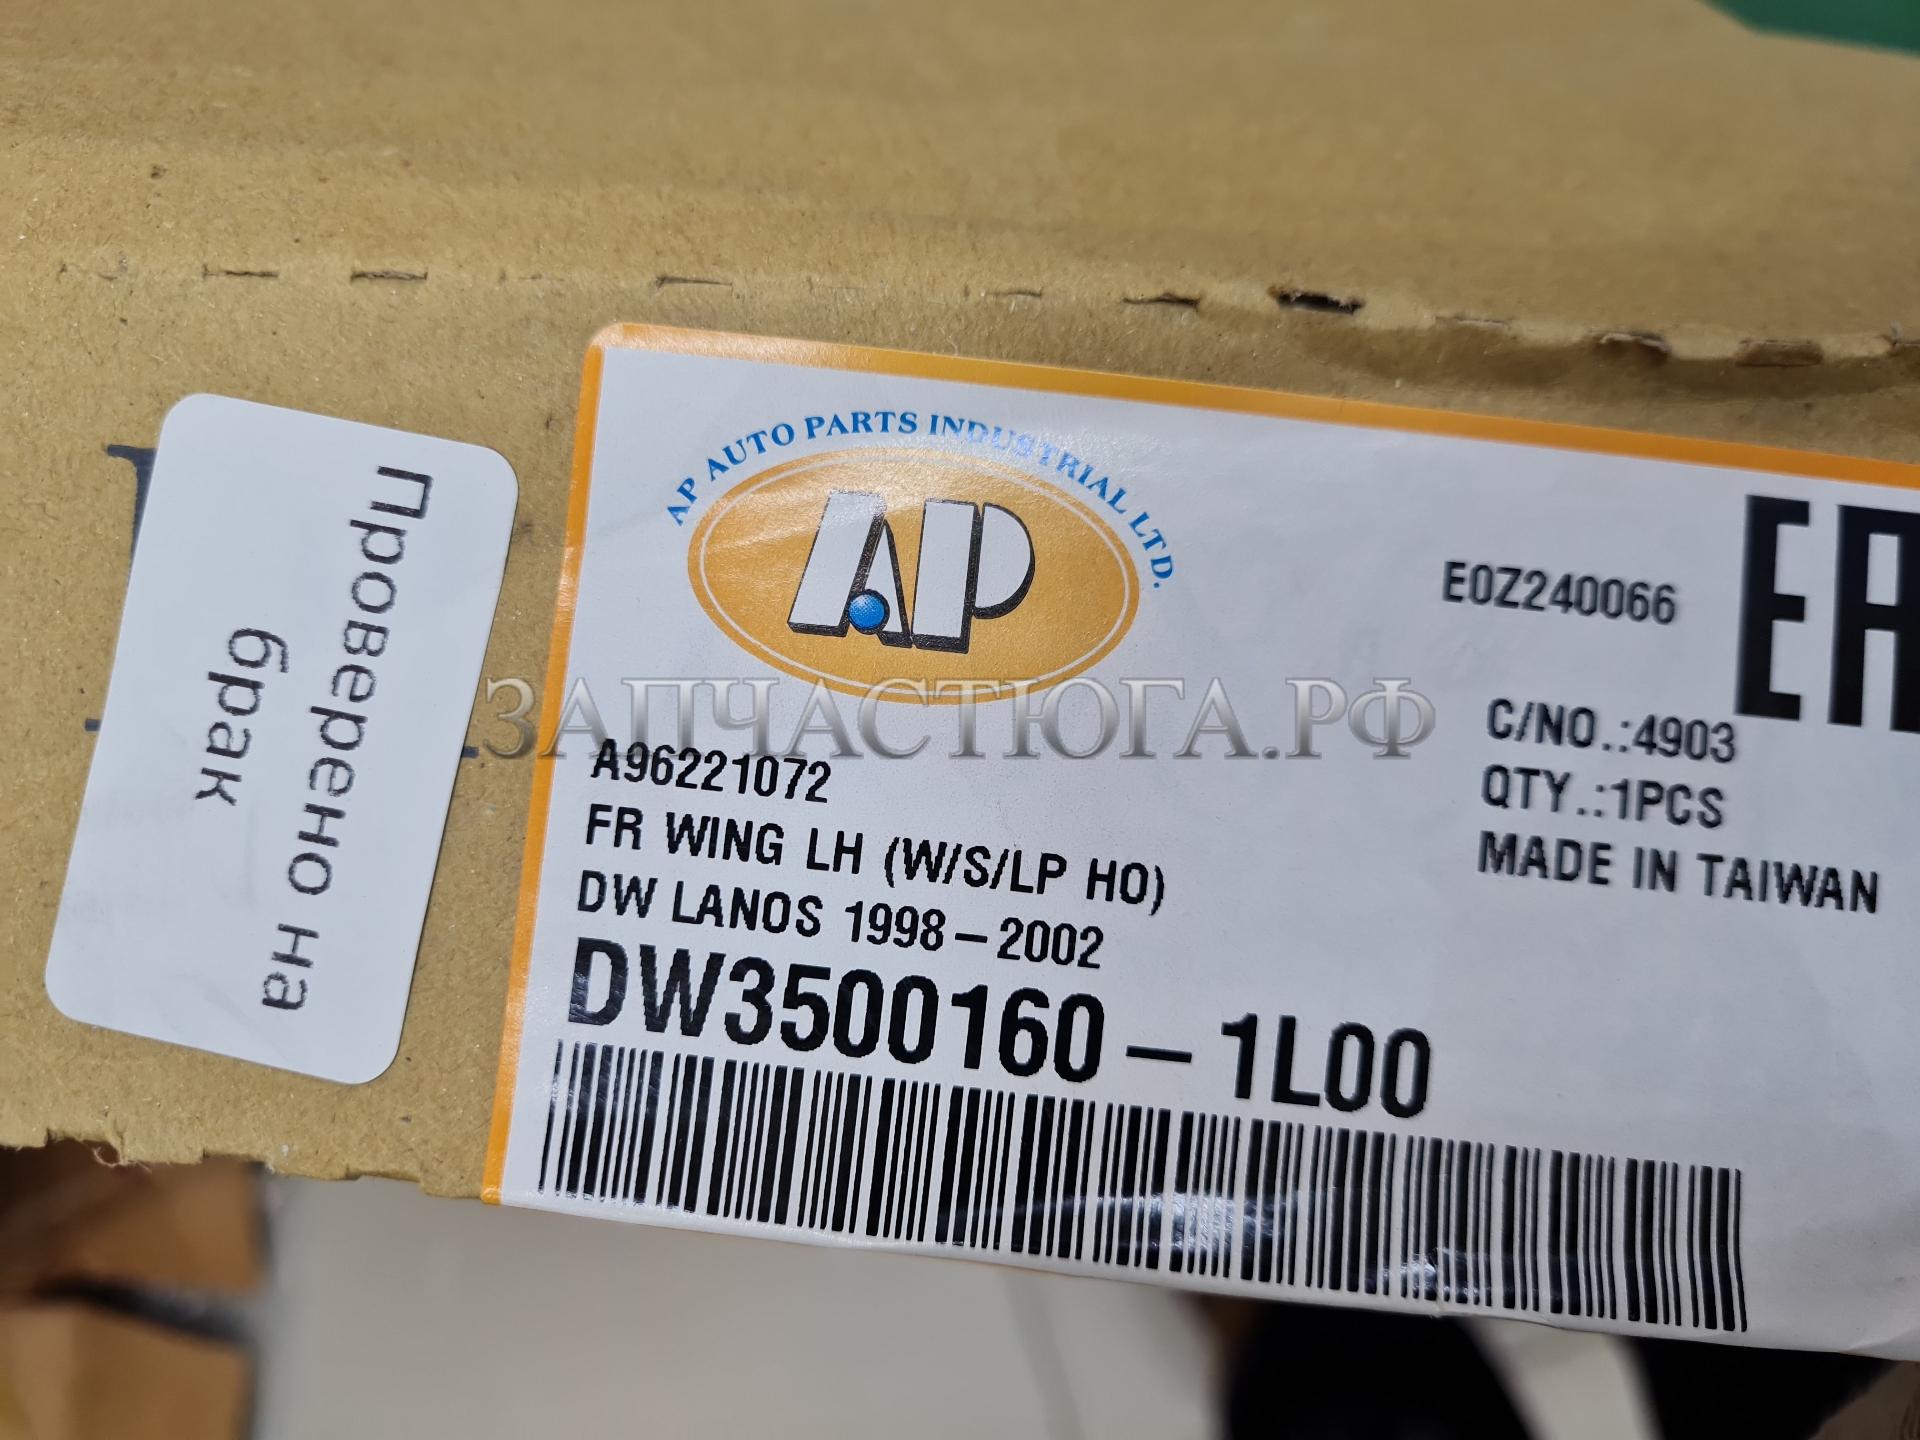 AP AUTO PARTS INDUSTRIAL LTD.
AP
E0Z240066
ЗАПЧАСТЮГА.РФ
C/NO.:4903
QTY.:1PCS
MADE IN TAIWAN
A96221072
FR WING LH (W/S/LP HO)
DW LANOS 1998-2002
DW3500160-1L00
Проверено на
брак